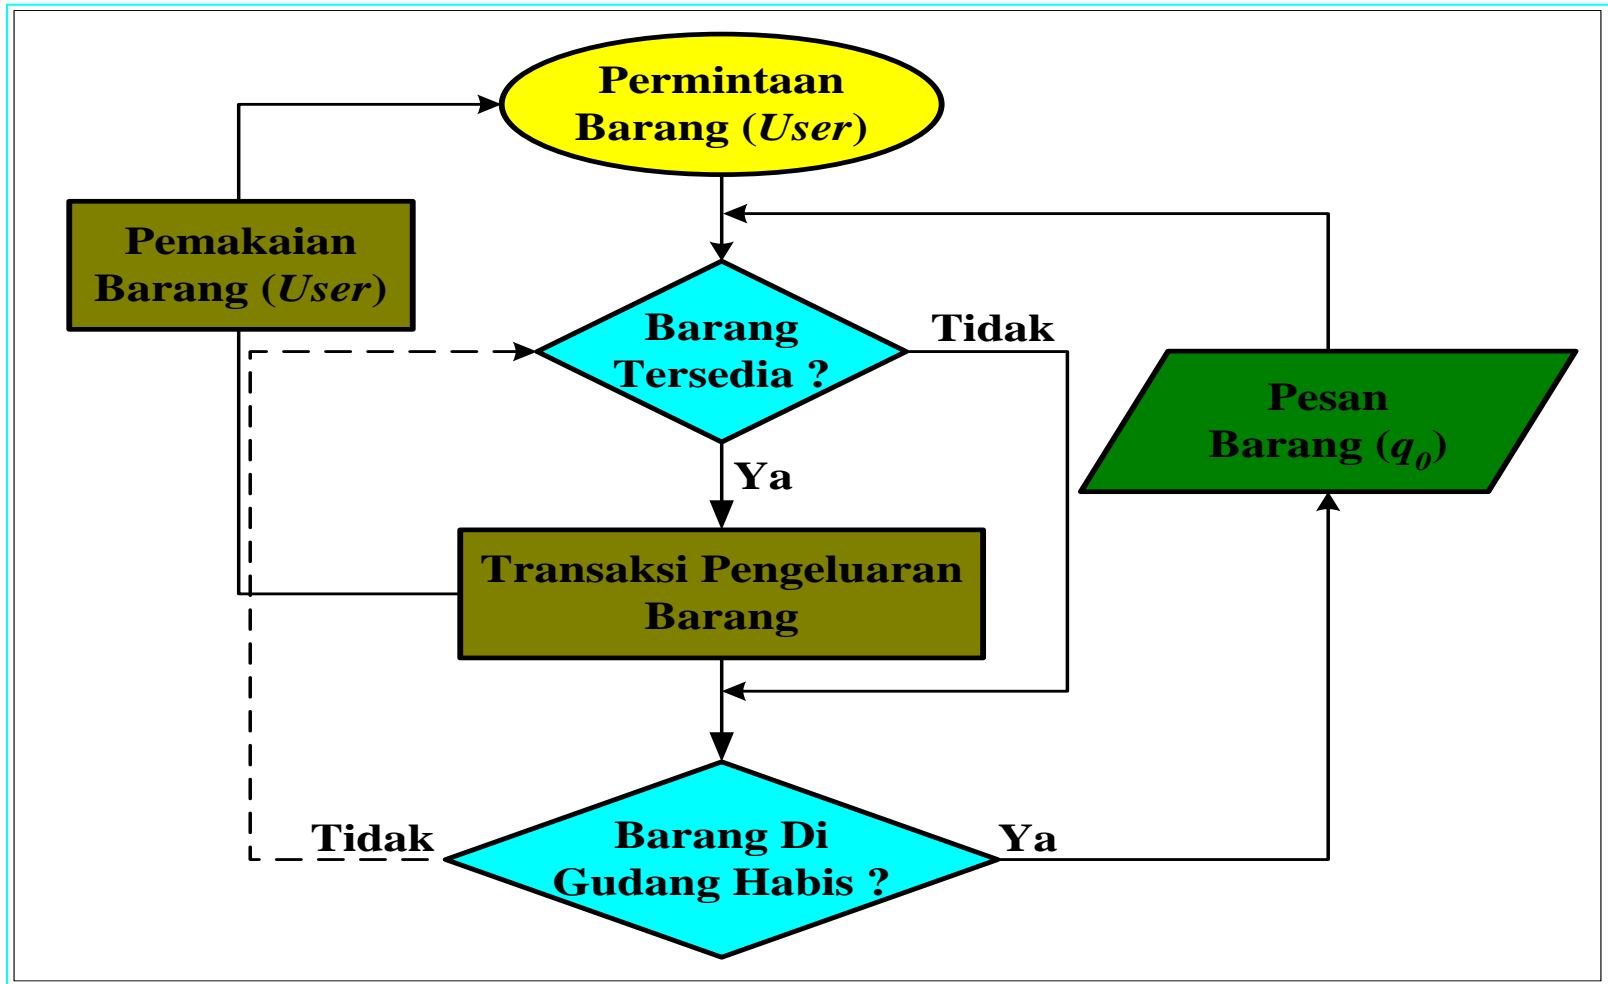 Permintaan
Barang (User)
Pemakaian
Barang (User)
Barang
Tersedia ?
Tidak
Pesan
Barang (q0)
Ya
Transaksi Pengeluaran
Barang
Tidak
Barang Di
Gudang Habis ?
Ya